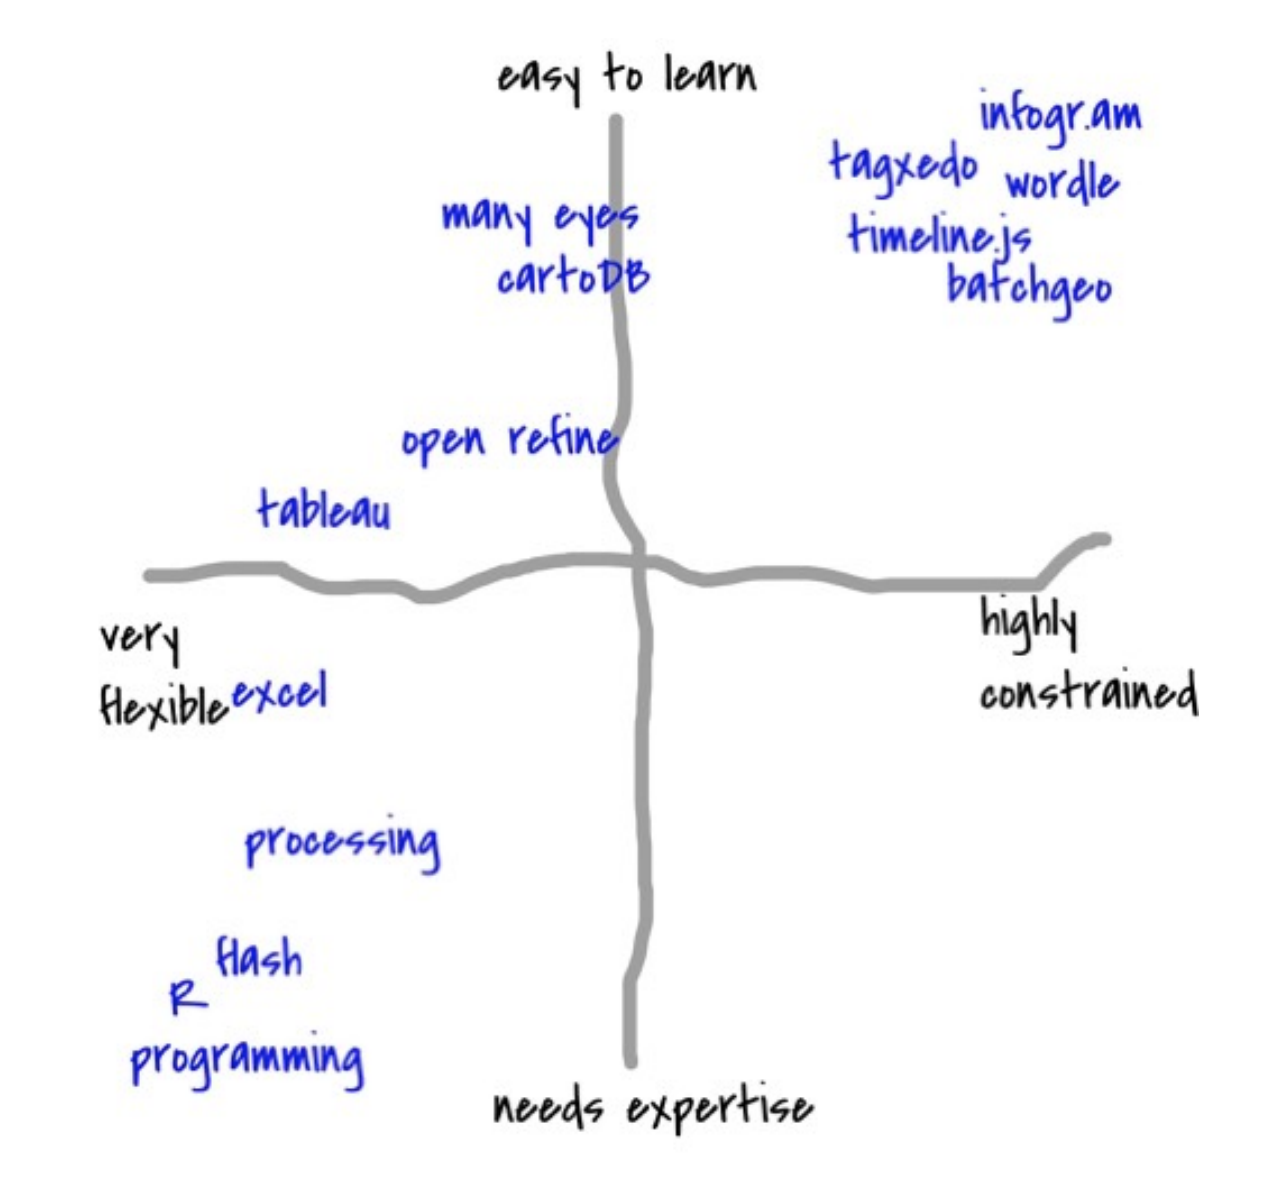 easy to learn
infogr.am
tagxedo
wordle
many eyes
timeline.js
cartoDB
batchgeo
open refine
tableau
very
flexible
highly
constrained
excel
processing
flash
R
programming
needs expertise